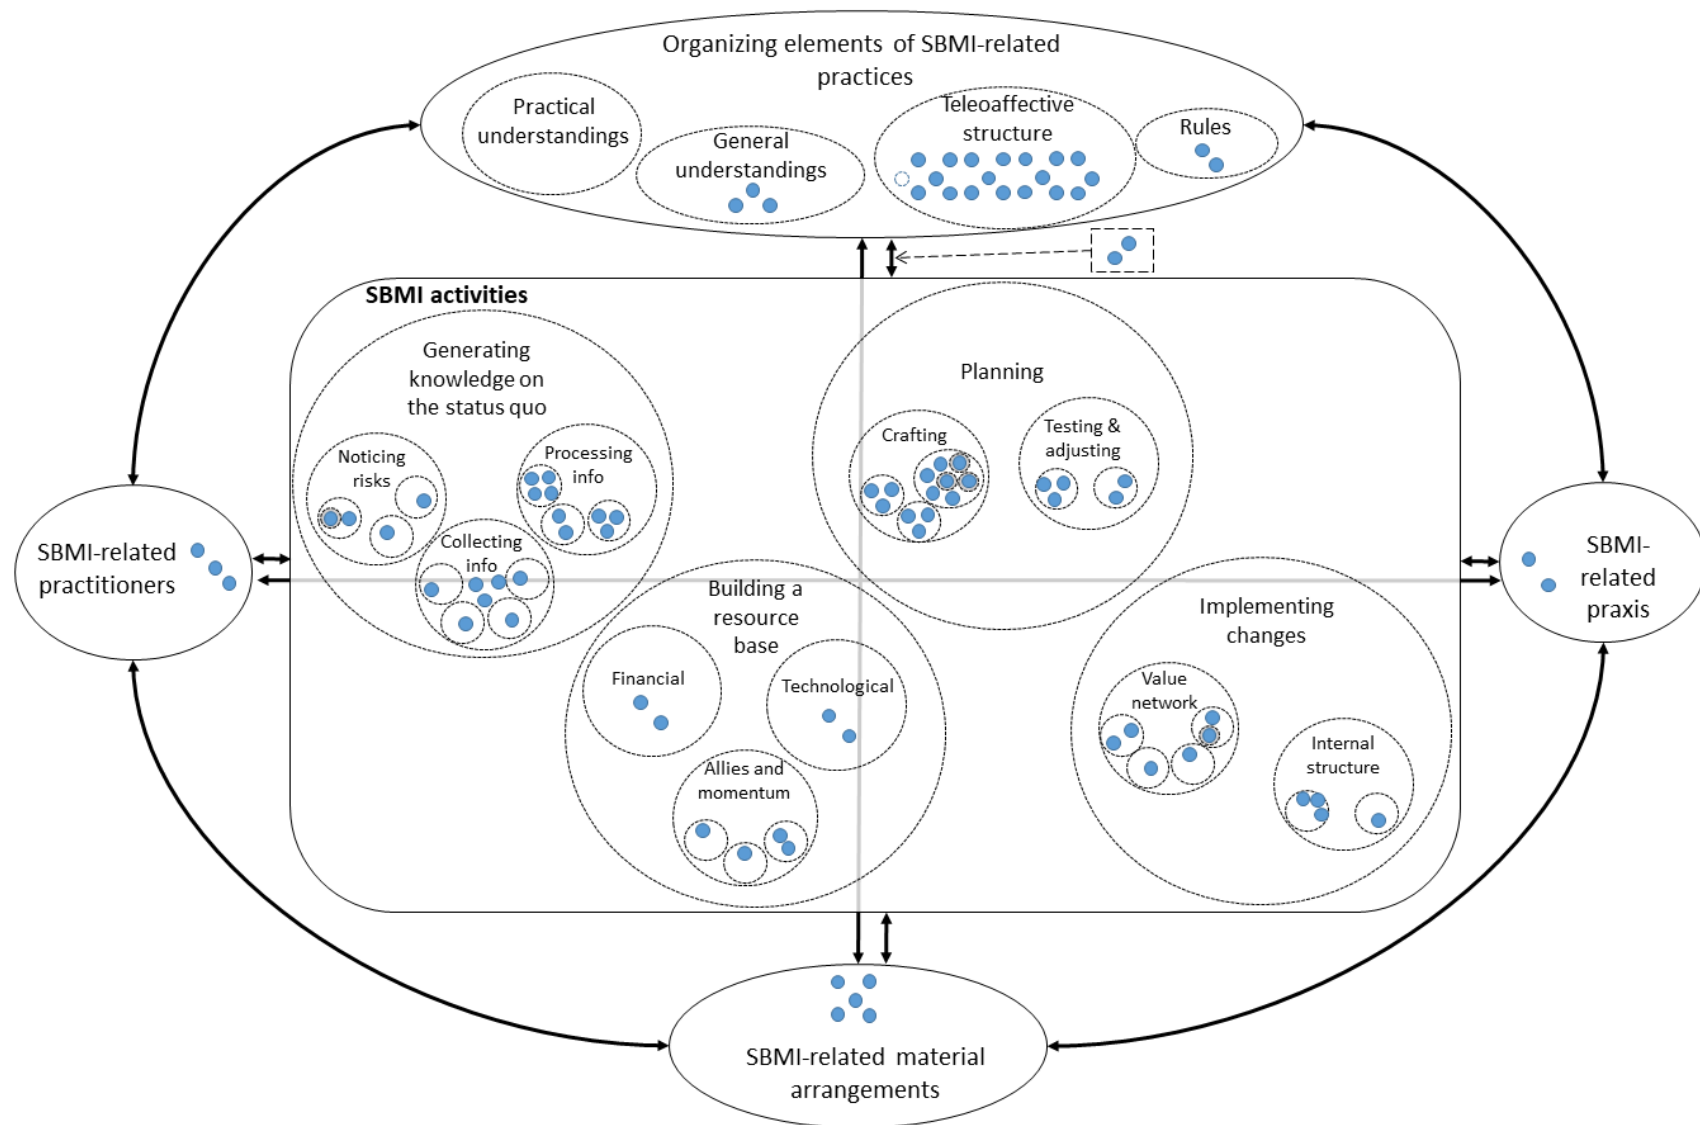 Organizing elements of SBMI-related
practices
Practical
understandings
General
understandings
Teleoaffective
structure
Rules
SBMI activities
Generating
knowledge on
the status quo
Noticing
risks
Processing
info
Collecting
info
Planning
Crafting
Testing &
adjusting
SBMI-related
practitioners
SBMI-
related
praxis
Building a
resource
base
Financial
Technological
Allies and
momentum
Implementing
changes
Value
network
Internal
structure
SBMI-related material
arrangements